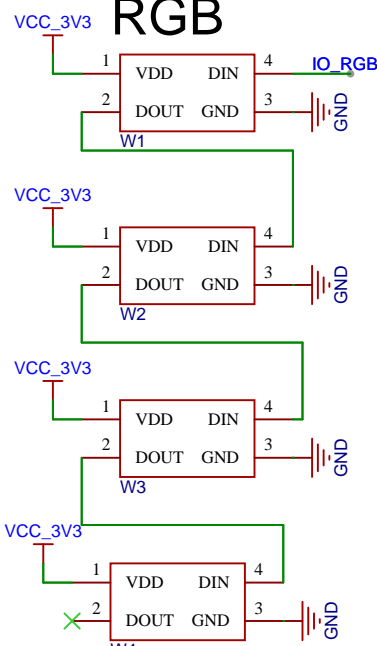 RGB
VCC_3V3
IO_RGB
1 VDD DIN 4
2 DOUT GND 3
GND
W1
VCC_3V3
1 VDD DIN 4
2 DOUT GND 3
GND
W2
VCC_3V3
1 VDD DIN 4
2 DOUT GND 3
GND
W3
VCC_3V3
1 VDD DIN 4
2 DOUT GND 3
GND